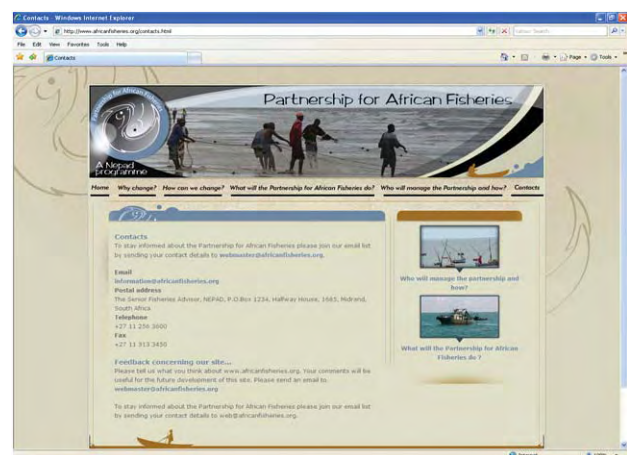 Contacts - Windows Internet Explorer
http://www.africanfisheries.org/contacts.html
Yahoo! Search
File Edit View Favorites Tools Help
Contacts
Page Tools
Partnership for African Fisheries
Partnership for African Fisheries
A Nepad
programme
Home Why change? How can we change? What will the Partnership for African Fisheries do? Who will manage the Partnership and how? Contacts
Contacts
To stay informed about the Partnership for African Fisheries please join our email list
by sending your contact details to webmaster@africanfisheries.org.
Email
information@africanfisheries.org
Portal address
The Senior Fisheries Advisor, NEPAD, P.O.Box 1234, Halfway House, 1685, Midrand,
South Africa
Telephone
+27 11 256 3600
Fax
+27 11 313 3450
Feedback concerning our site...
Please tell us what you think about www.africanfisheries.org. Your comments will be
useful for the future development of this site. Please send an email to
webmaster@africanfisheries.org
To stay informed about the Partnership for African Fisheries please join our email list
by sending your contact details to web@africanfisheries.org
Who will manage the partnership and
how?
What will the Partnership for African
Fisheries do ?